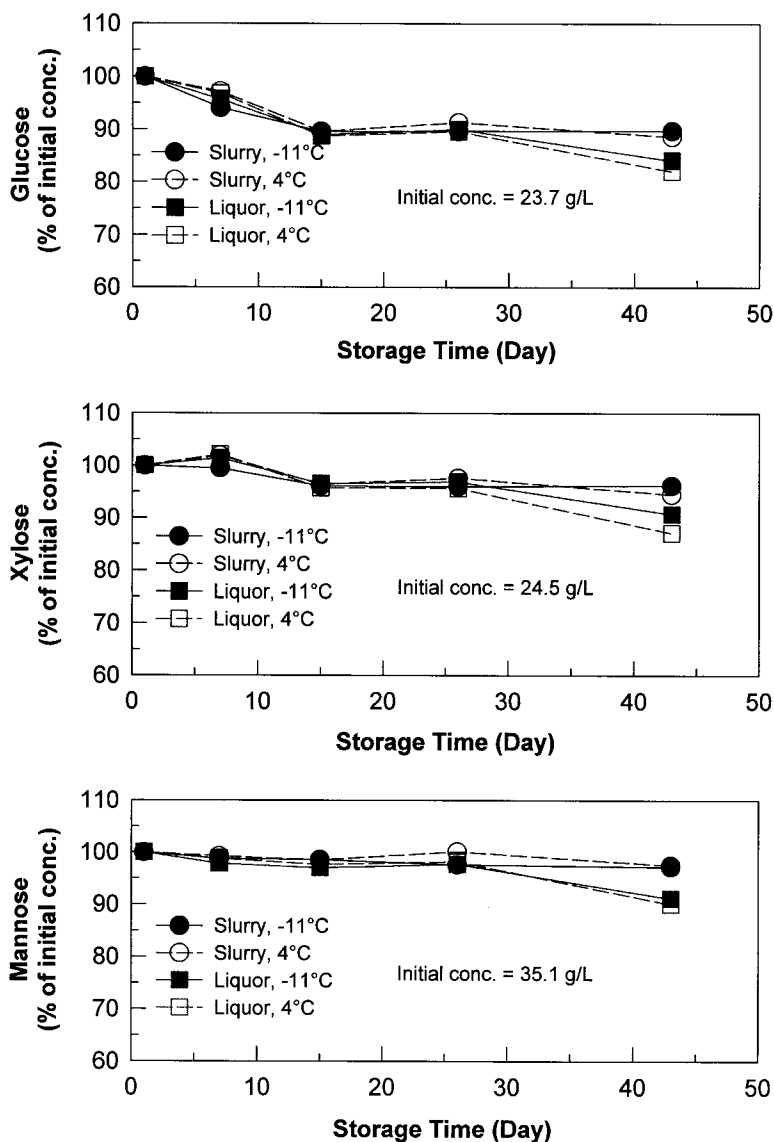 110
100
90
80
70
60
Glucose
(% of initial conc.)
Slurry, -11°C
Slurry, 4°C
Liquor, -11°C
Liquor, 4°C
Initial conc. = 23.7 g/L
0 10 20 30 40 50
Storage Time (Day)
110
100
90
80
70
60
Xylose
(% of initial conc.)
Slurry, -11°C
Slurry, 4°C
Liquor, -11°C
Liquor, 4°C
Initial conc. = 24.5 g/L
0 10 20 30 40 50
Storage Time (Day)
110
100
90
80
70
60
Mannose
(% of initial conc.)
Slurry, -11°C
Slurry, 4°C
Liquor, -11°C
Liquor, 4°C
Initial conc. = 35.1 g/L
0 10 20 30 40 50
Storage Time (Day)